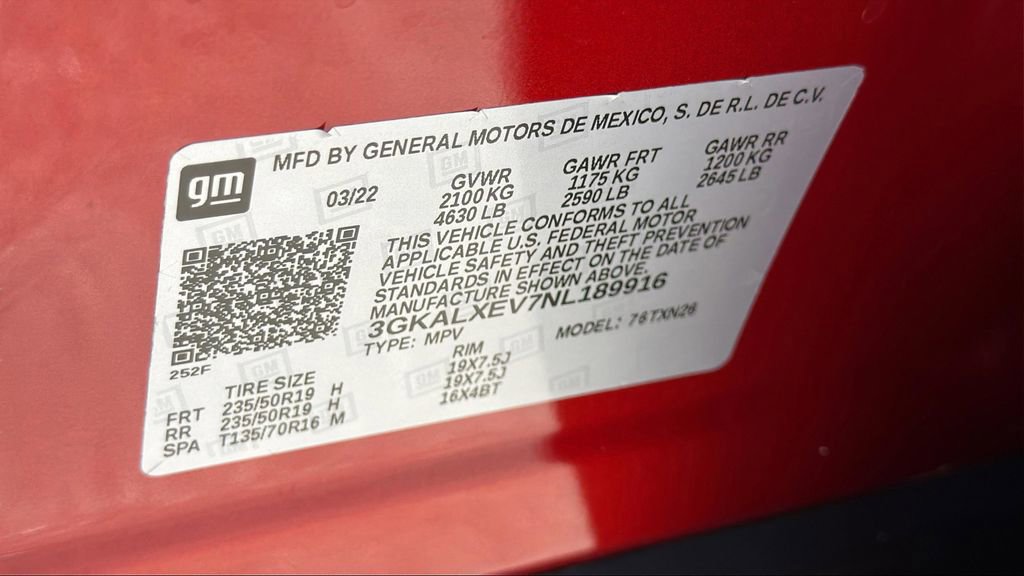 MFD BY GENERAL MOTORS DE MEXICO, S. DE R.L. DE C.V.
gm
03/22
GVWR GAWR FRT GAWR RR
2100 KG 1175 KG 1200 KG
4630 LB 2590 LB 2645 LB
THIS VEHICLE CONFORMS TO ALL
APPLICABLE U.S. FEDERAL MOTOR
VEHICLE SAFETY AND THEFT PREVENTION
STANDARDS IN EFFECT ON THE DATE OF
MANUFACTURE SHOWN ABOVE.
3GKALXEV7NL189916
TYPE: MPV MODEL: 76TXN26
252F
TIRE SIZE RIM
FRT 235/50R19 H 19X7.5J
RR 235/50R19 H 19X7.5J
SPA T135/70R16 M 16X4BT